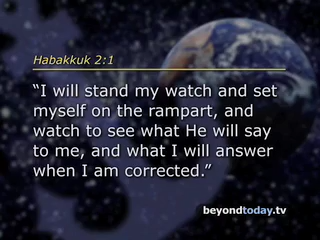 Habakkuk 2:1
“I will stand my watch and set
myself on the rampart, and
watch to see what He will say
to me, and what I will answer
when I am corrected.”
beyondtoday.tv